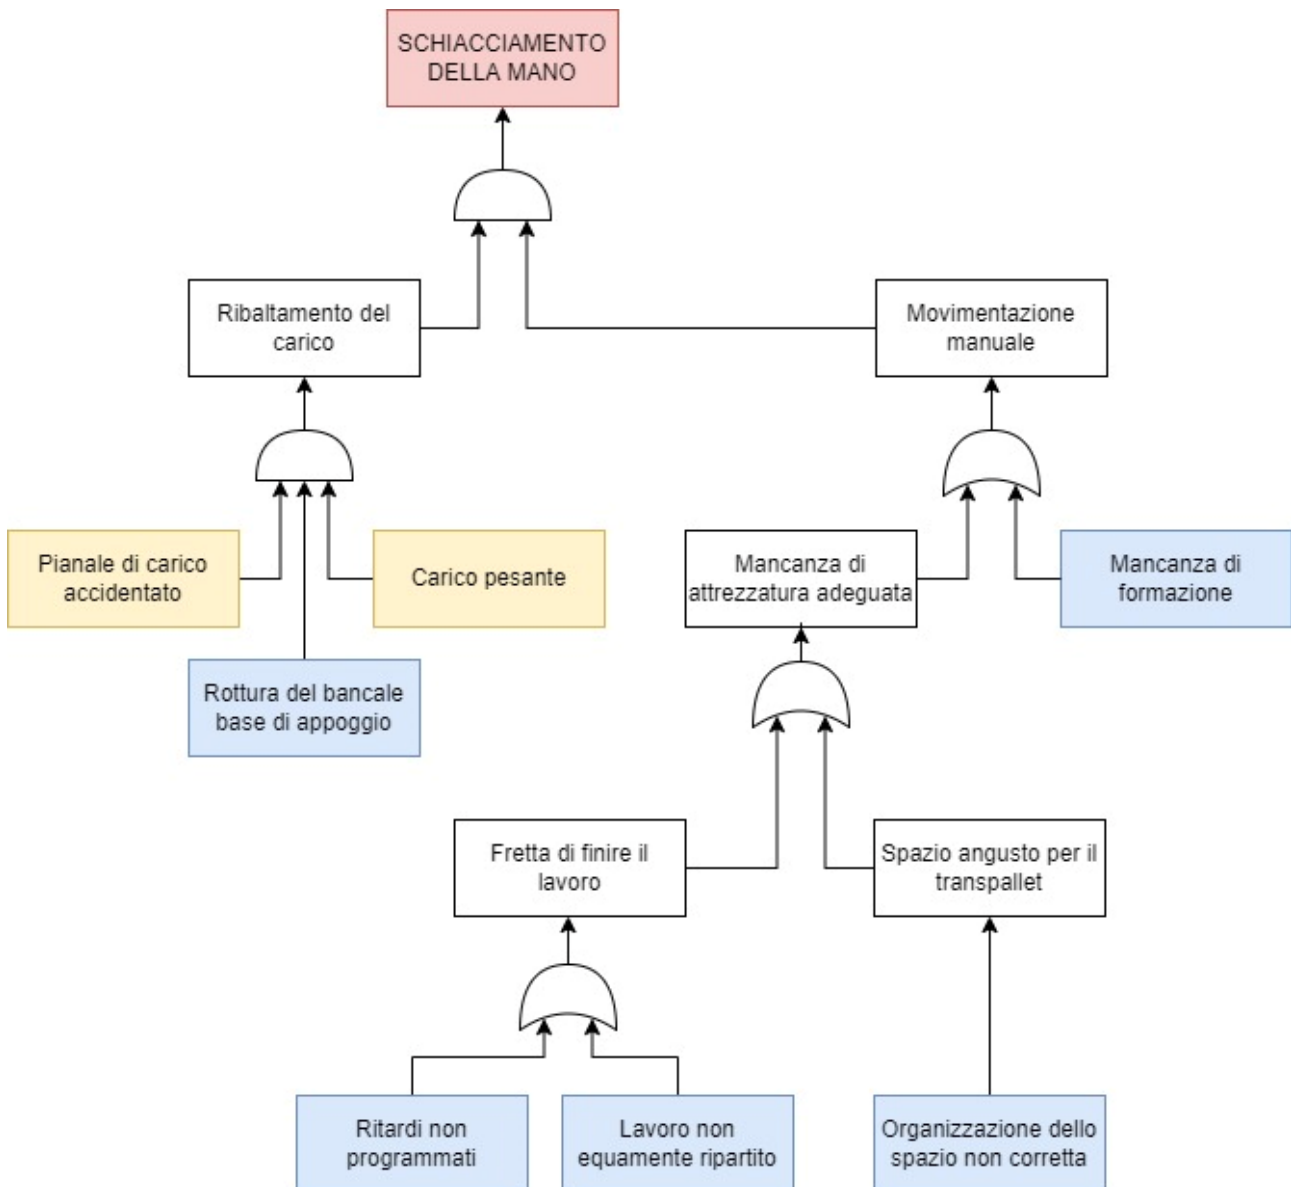 SCHIACCIAMENTO
DELLA MANO
Ribaltamento del
carico
Movimentazione
manuale
Pianale di carico
accidentato
Carico pesante
Mancanza di
attrezzatura adeguata
Mancanza di
formazione
Rottura del bancale
base di appoggio
Fretta di finire il
lavoro
Spazio angusto per il
transpallet
Ritardi non
programmati
Lavoro non
equamente ripartito
Organizzazione dello
spazio non corretta